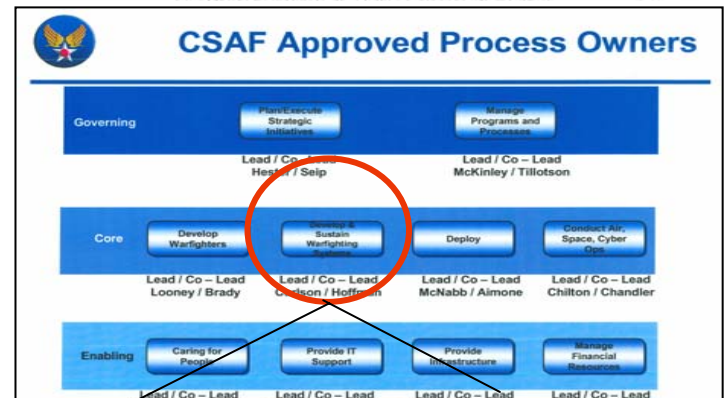 CSAF Approved Process Owners
Governing
Plan/Execute
Strategic
Initiatives
Manage
Programs and
Processes
Lead / Co – Lead
Hester / Seip
Lead / Co – Lead
McKinley / Tillotson
Core
Develop
Warfighters
Develop &
Sustain
Warfighting
Systems
Deploy
Conduct Air,
Space, Cyber
Ops
Lead / Co – Lead
Looney / Brady
Lead / Co – Lead
Carlson / Hoffman
Lead / Co – Lead
McNabb / Aimone
Lead / Co – Lead
Chilton / Chandler
Enabling
Caring for
People
Provide IT
Support
Provide
Infrastructure
Manage
Financial
Resources
Lead / Co – Lead
Lead / Co – Lead
Lead / Co – Lead
Lead / Co – Lead